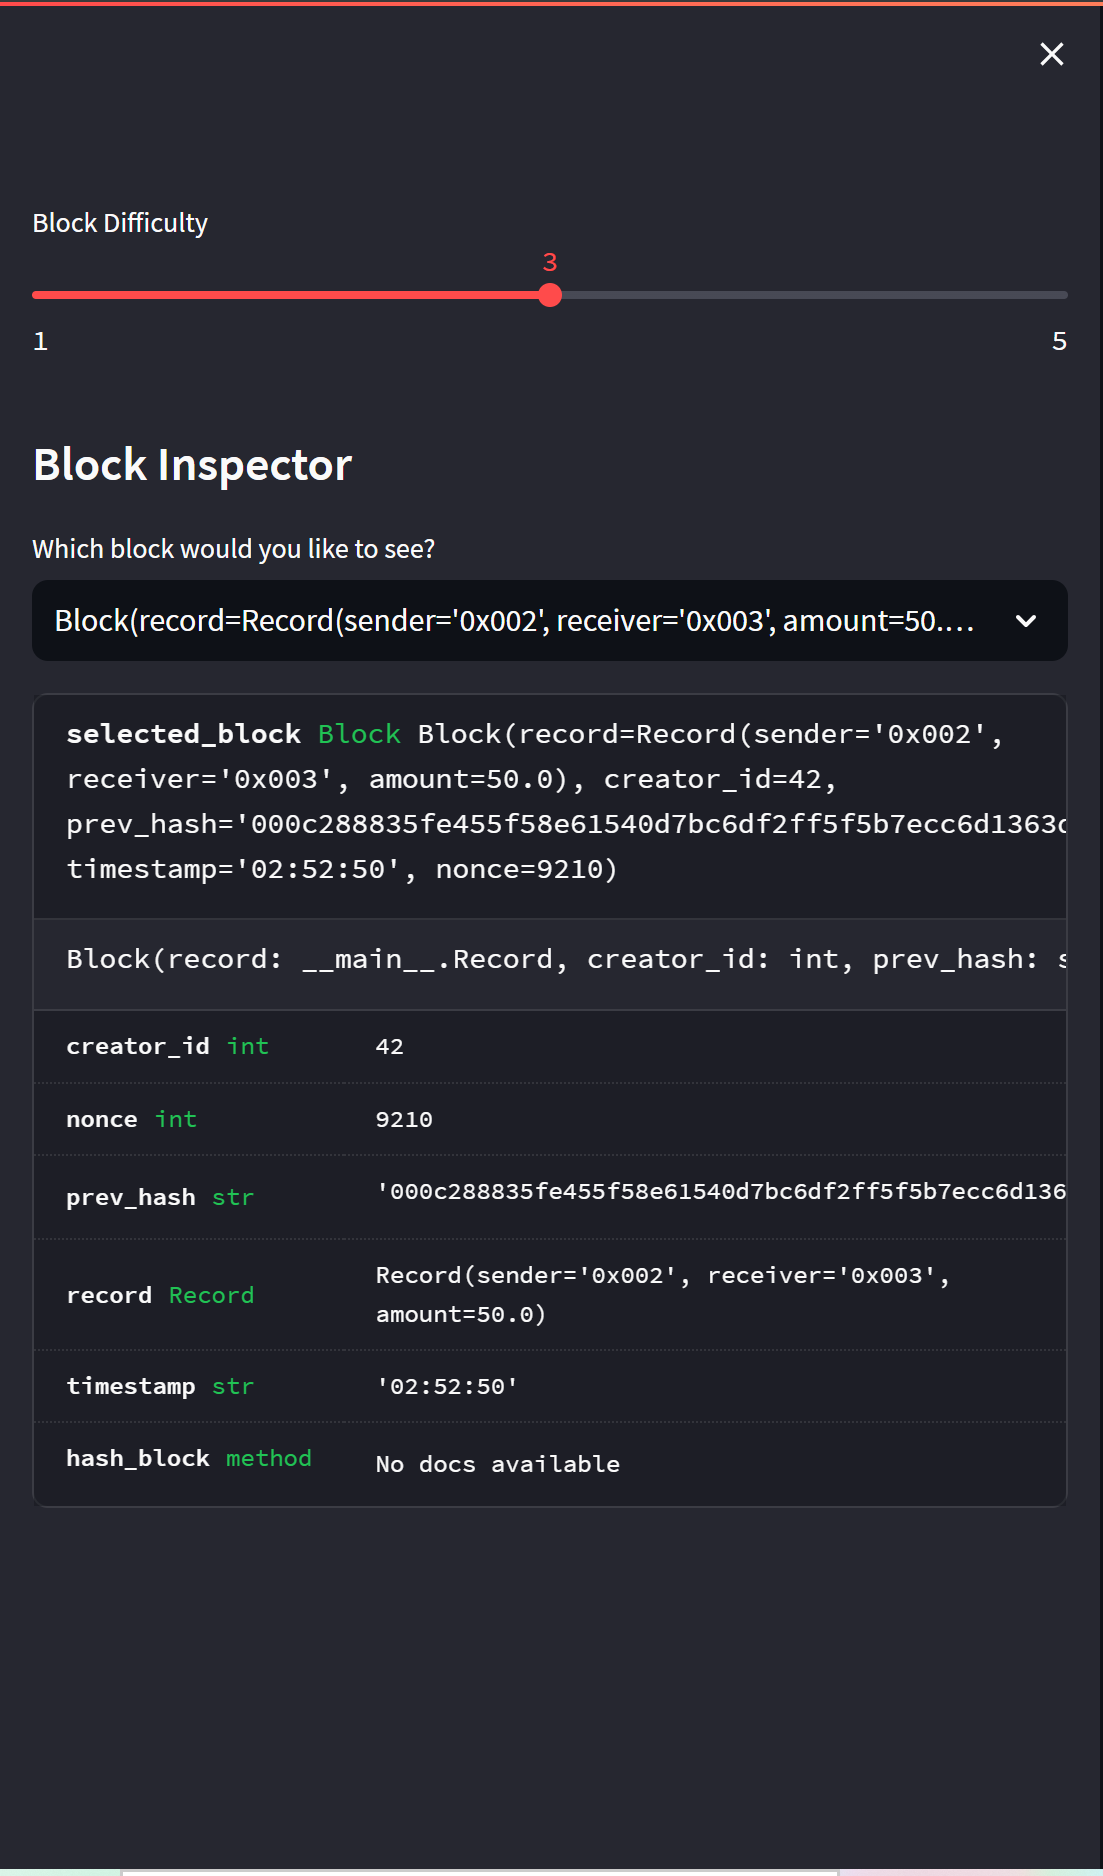 Block Difficulty
3
1 5
Block Inspector
Which block would you like to see?
Block(record=Record(sender='0x002', receiver='0x003', amount=50....
selected_block Block Block(record=Record(sender='0x002',
receiver='0x003', amount=50.0), creator_id=42,
prev_hash='000c288835fe455f58e61540d7bc6df2ff5f5b7ecc6d1363
timestamp='02:52:50', nonce=9210)
Block(record: __main__.Record, creator_id: int, prev_hash: s
creator_id int 42
nonce int 9210
prev_hash str '000c288835fe455f58e61540d7bc6df2ff5f5b7ecc6d136
record Record Record(sender='0x002', receiver='0x003',
amount=50.0)
timestamp str '02:52:50'
hash_block method No docs available